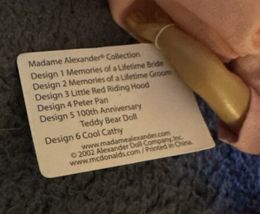 Madame Alexander® Collection
Design 1 Memories of a Lifetime Bride
Design 2 Memories of a Lifetime Groom
Design 3 Little Red Riding Hood
Design 4 Peter Pan
Design 5 100th Anniversary
Teddy Bear Doll
Design 6 Cool Cathy
www.madamealexander.com
© 2002 Alexander Doll Company, Inc.
www.mcdonalds.com / Printed in China.